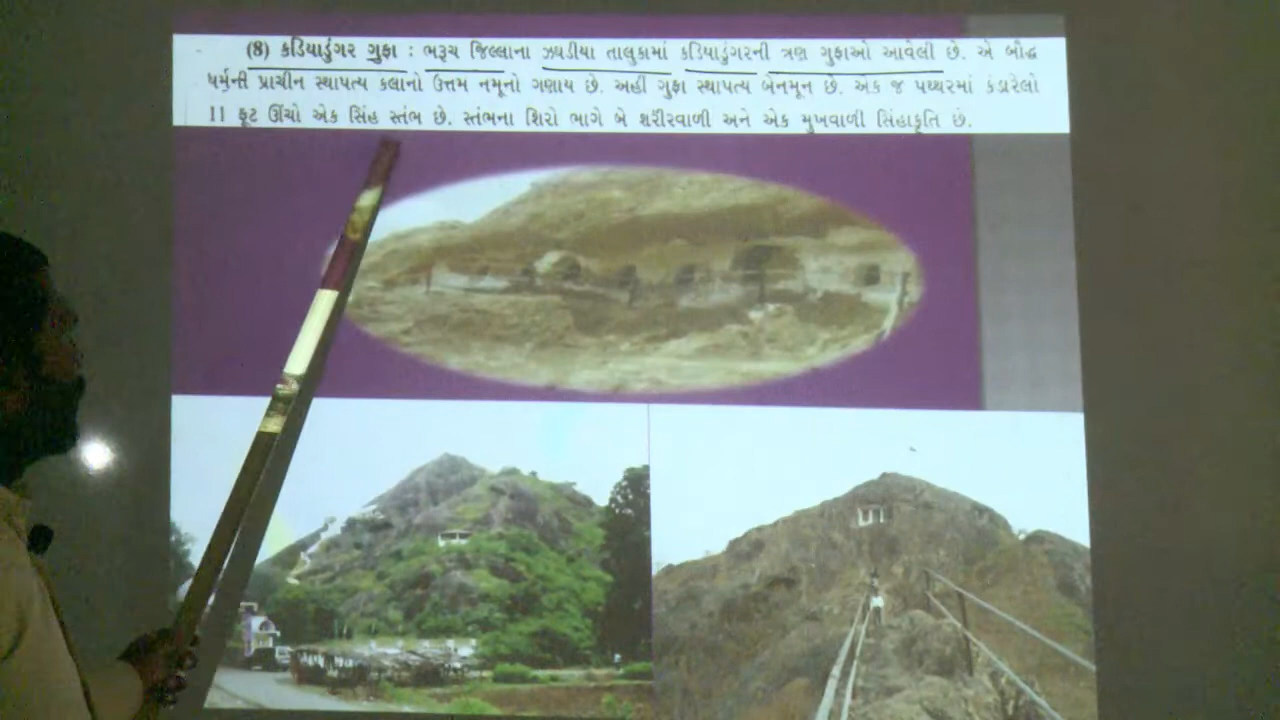 (8) કડિયાડુંગર ગુફા : ભરૂચ જિલ્લાના ઝઘડીયા તાલુકામાં કડિયાડુંગરની ત્રણ ગુફાઓ આવેલી છે. એ બૌદ્ધ
ધર્મની પ્રાચીન સ્થાપત્ય કલાનો ઉત્તમ નમૂનો ગણાય છે. અહીં ગુફા સ્થાપત્ય બેનમૂન છે. એક જ પથ્થરમાં કંડારેલો
11 ફૂટ ઊંચો એક સિંહ સ્તંભ છે. સ્તંભના શિરો ભાગે બે શરીરવાળી અને એક મુખવાળી સિંહાકૃતિ છે.